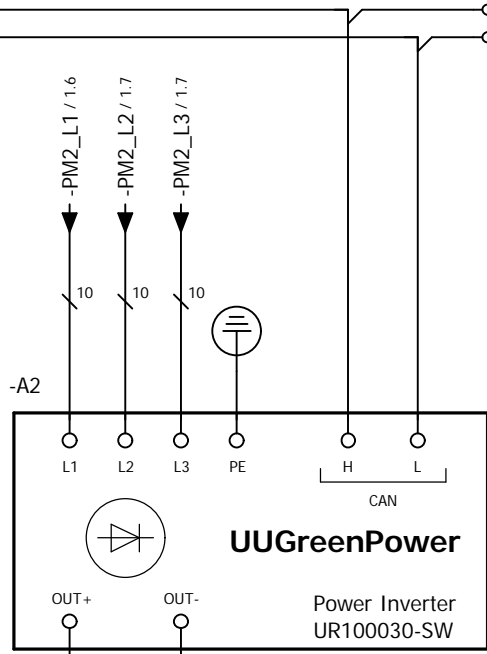 -PM2_L1 / 1.6
-PM2_L2 / 1.7
-PM2_L3 / 1.7
10
10
10
-A2
L1
L2
L3
PE
H
L
CAN
UUGreenPower
OUT+
OUT-
Power Inverter
UR100030-SW